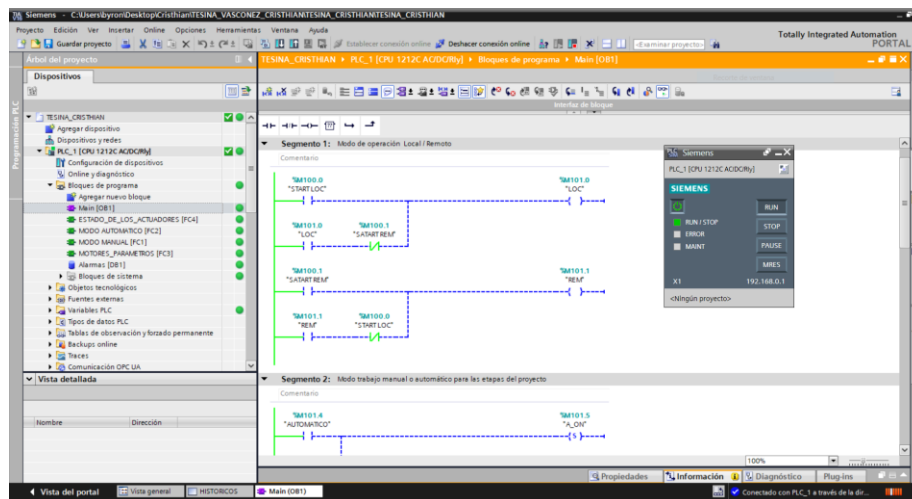 Siemens - C:\Users\byron\Desktop\Cristhian\TESINA_VASCONEZ_CRISTHIAN\TESINA_CRISTHIAN\TESINA_CRISTHIAN
Proyecto Edición Ver Insertar Online Opciones Herramientas Ventana Ayuda
Totally Integrated Automation
PORTAL
Guardar proyecto Establecer conexión online Deshacer conexión online <Examinar proyecto>
Árbol del proyecto
TESINA_CRISTHIAN PLC_1 [CPU 1212C AC/DC/Rly] Bloques de programa Main [OB1]
Dispositivos
Interfaz de bloque
Programación PLC
TESINA_CRISTHIAN
Agregar dispositivo
Dispositivos y redes
PLC_1 [CPU 1212C AC/DC/Rly]
Configuración de dispositivos
Online y diagnóstico
Bloques de programa
Agregar nuevo bloque
Main [OB1]
ESTADO_DE_LOS_ACTUADORES [FC4]
MODO AUTOMATICO [FC2]
MODO MANUAL [FC1]
MOTORES_PARAMETROS [FC3]
Alarmas [DB1]
Bloques de sistema
Objetos tecnológicos
Fuentes externas
Variables PLC
Tipos de datos PLC
Tablas de observación y forzado permanente
Backups online
Traces
Comunicación OPC UA
Vista detallada
Nombre Dirección
Segmento 1: Modo de operación Local / Remoto
Comentario
%M100.0 %M101.0
"START LOC" "LOC"
%M101.0 %M100.1
"LOC" "SATART REM"
%M100.1 %M101.1
"SATART REM" "REM"
%M101.1 %M100.0
"REM" "START LOC"
Segmento 2: Modo trabajo manual o automático para las etapas del proyecto
Comentario
%M101.4 %M101.5
"AUTOMATICO" "A_ON"
S
Siemens
PLC_1 [CPU 1212C AC/DC/Rly]
SIEMENS
RUN
RUN / STOP
STOP
ERROR
MAINT
PAUSE
MRES
X1 192.168.0.1
<Ningún proyecto>
100%
Propiedades Información Diagnóstico Plug-ins
Vista del portal Vista general HISTORICOS Main (OB1) Conectado con PLC_1 a través de la dir...